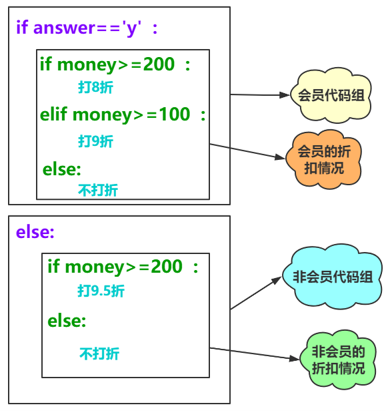 if answer=='y' :
if money>=200 :
打8折
elif money>=100 :
打9折
else:
不打折
会员代码组
会员的折
扣情况
else:
if money>=200 :
打9.5折
else:
不打折
非会员代码组
非会员的
折扣情况